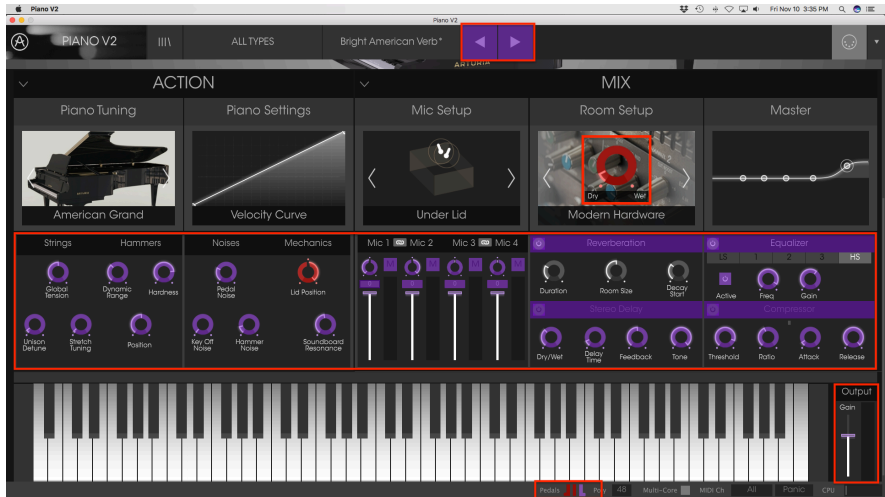 Piano V2
Fri Nov 10 3:35 PM
Piano V2
PIANO V2
ALL TYPES
Bright American Verb*
ARTURIA
ACTION
MIX
Piano Tuning
Piano Settings
Mic Setup
Room Setup
Master
Dry
Wet
American Grand
Velocity Curve
Under Lid
Modern Hardware
Strings
Hammers
Noises
Mechanics
Mic 1
Mic 2
Mic 3
Mic 4
Reverberation
Equalizer
LS
1
2
3
HS
M
M
M
M
0
0
0
0
Global Tension
Dynamic Range
Hardness
Pedal Noise
Lid Position
Duration
Room Size
Decay Start
Active
Freq
Gain
Stereo Delay
Compressor
Unison Detune
Stretch Tuning
Position
Key Off Noise
Hammer Noise
Soundboard Resonance
Dry/Wet
Delay Time
Feedback
Tone
Threshold
Ratio
Attack
Release
Output
Gain
Pedals
Poly
48
Multi-Core
MIDI Ch
All
Panic
CPU